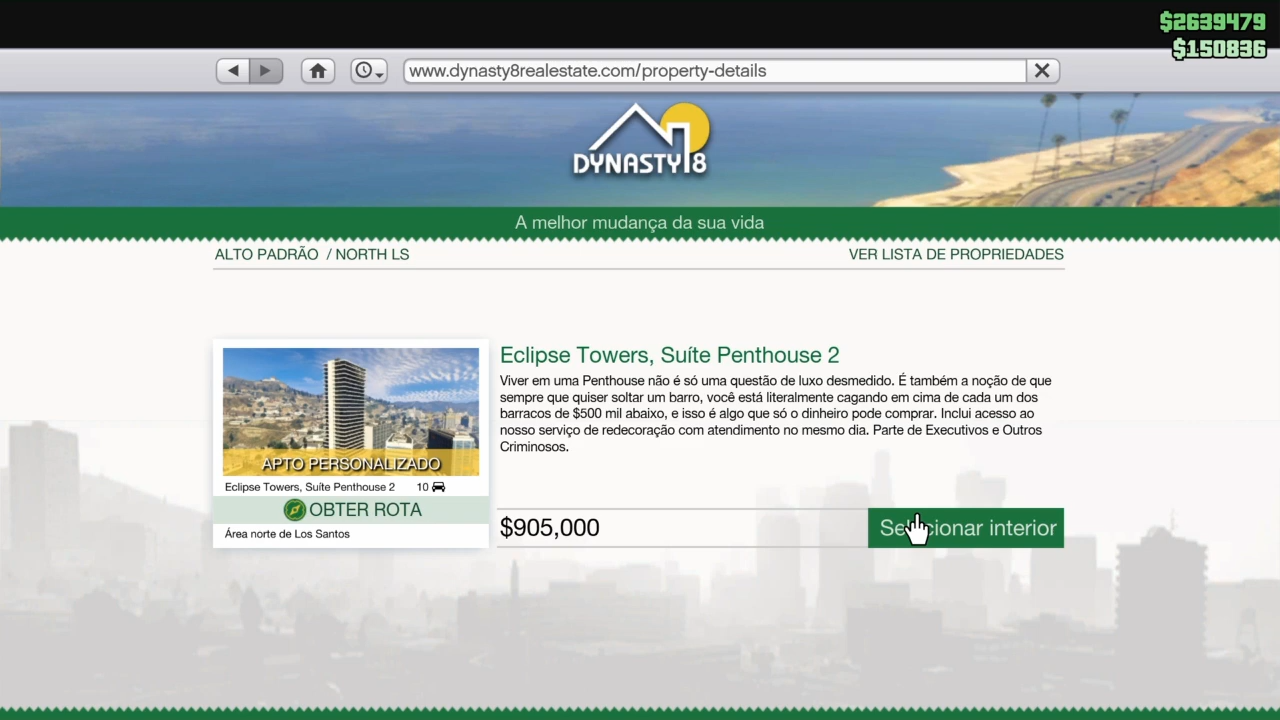 $2639479
$150836
www.dynasty8realestate.com/property-details
DYNASTY 8
A melhor mudança da sua vida
ALTO PADRÃO / NORTH LS
VER LISTA DE PROPRIEDADES
APTO PERSONALIZADO
Eclipse Towers, Suíte Penthouse 2 10
OBTER ROTA
Área norte de Los Santos
Eclipse Towers, Suíte Penthouse 2
Viver em uma Penthouse não é só uma questão de luxo desmedido. É também a noção de que
sempre que quiser soltar um barro, você está literalmente cagando em cima de cada um dos
barracos de $500 mil abaixo, e isso é algo que só o dinheiro pode comprar. Inclui acesso ao
nosso serviço de redecoração com atendimento no mesmo dia. Parte de Executivos e Outros
Criminosos.
$905,000
Selecionar interior